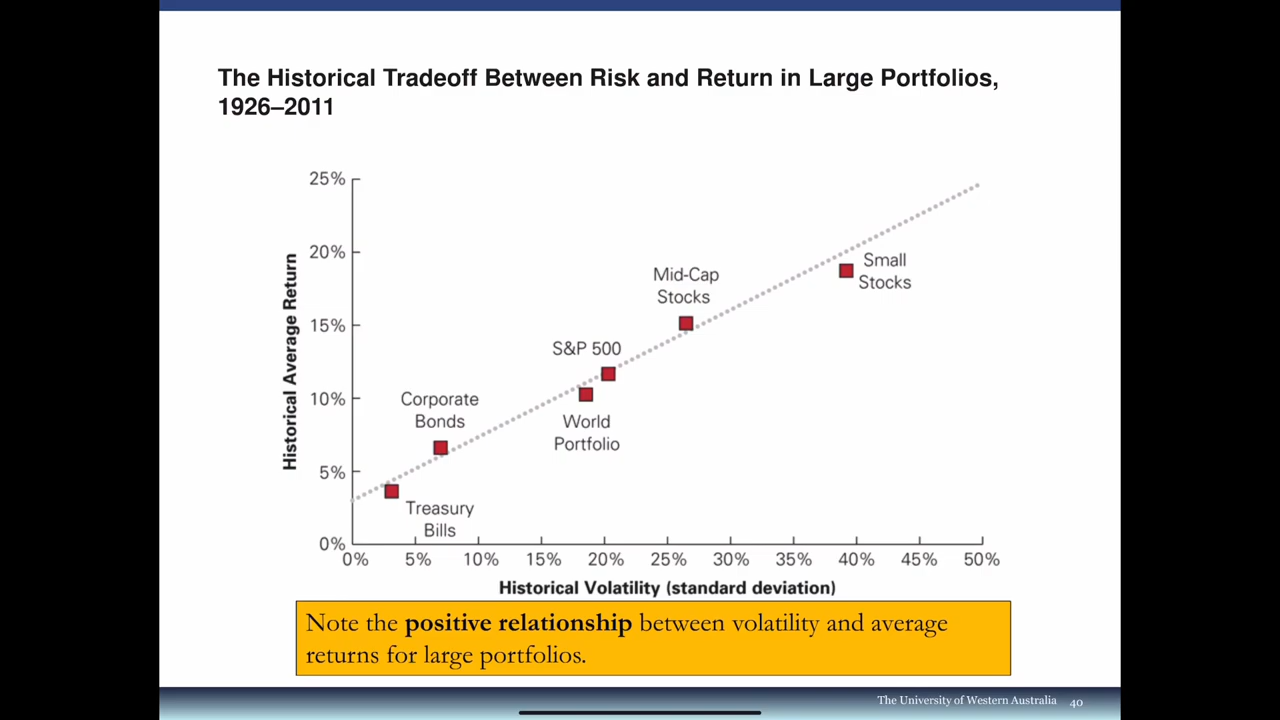 The Historical Tradeoff Between Risk and Return in Large Portfolios,
1926–2011
Historical Average Return
25%
20%
15%
10%
5%
0%
Small
Stocks
Mid-Cap
Stocks
S&P 500
World
Portfolio
Corporate
Bonds
Treasury
Bills
0% 5% 10% 15% 20% 25% 30% 35% 40% 45% 50%
Historical Volatility (standard deviation)
Note the positive relationship between volatility and average
returns for large portfolios.
The University of Western Australia 40